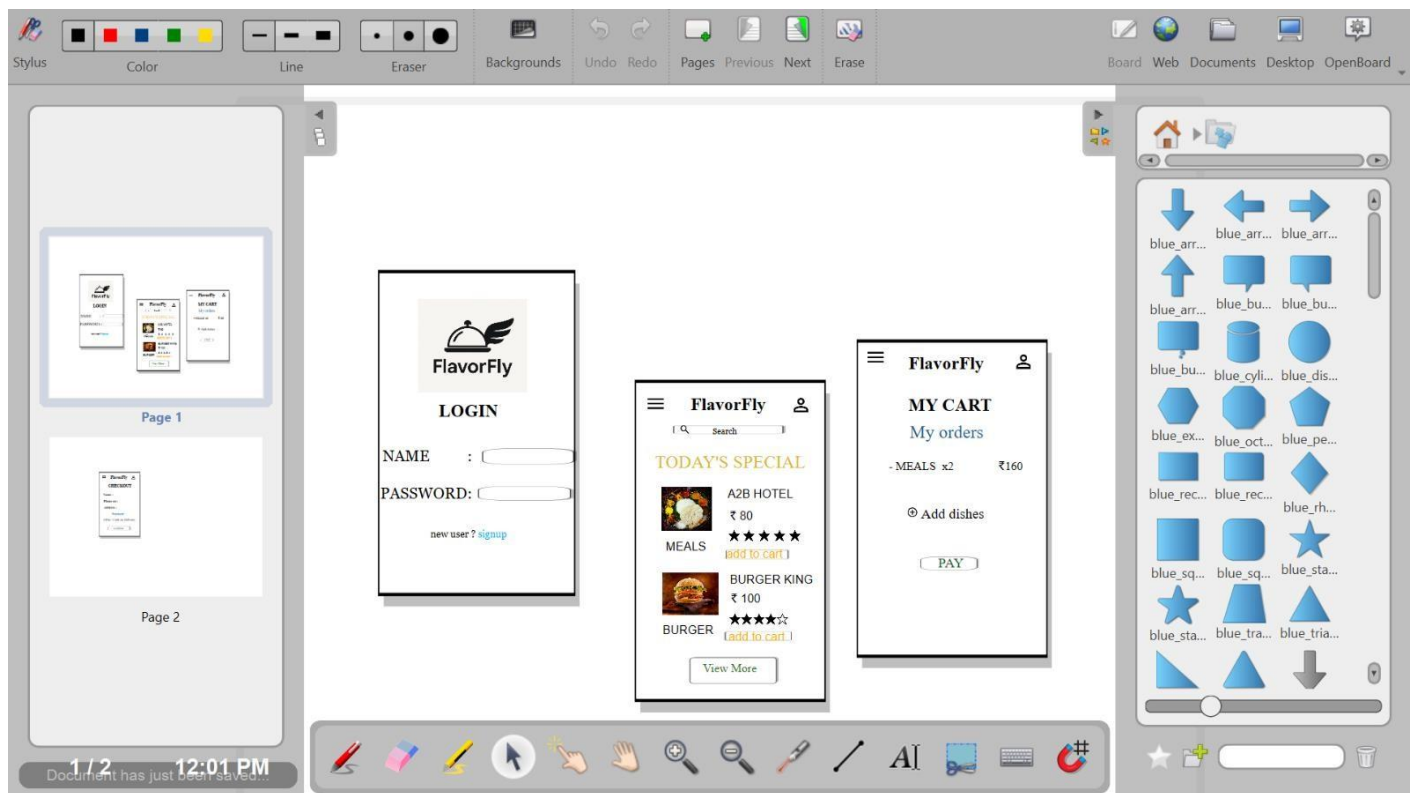 Stylus
Color
Line
Eraser
Backgrounds
Undo Redo
Pages Previous Next
Erase
Board Web Documents Desktop OpenBoard
Page 1
Page 2
Document has just been saved...
1 / 2 12:01 PM
FlavorFly
LOGIN
NAME :
PASSWORD:
new user ? signup
FlavorFly
Search
TODAY'S SPECIAL
A2B HOTEL
₹ 80
★★★★★
MEALS
add to cart
BURGER KING
₹ 100
★★★★☆
BURGER
add to cart
View More
FlavorFly
MY CART
My orders
- MEALS x2 ₹160
Add dishes
PAY
AI
blue_arr... blue_arr... blue_arr...
blue_arr... blue_bu... blue_bu...
blue_bu... blue_cyli... blue_dis...
blue_ex... blue_oct... blue_pe...
blue_rec... blue_rec... blue_rh...
blue_sq... blue_sq... blue_sta...
blue_sta... blue_tra... blue_tria...